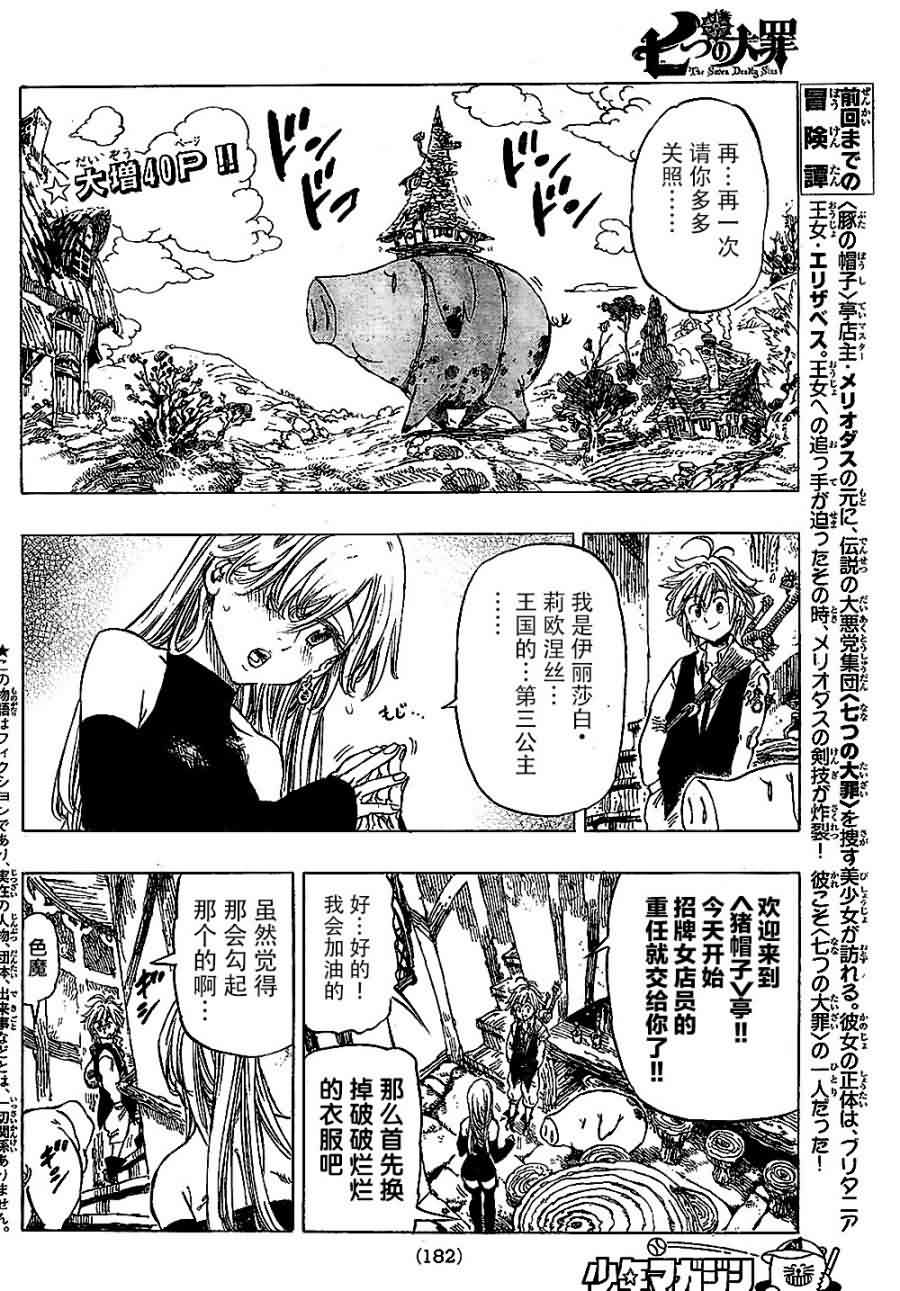 七つの大罪
The Seven Deadly Sins
前回までの
冒険譚
〈豚の帽子〉亭店主・メリオダスの元に、伝説の大悪党集団〈七つの大罪〉を捜す美少女が訪れる。彼女の正体は、ブリタニア
王女・エリザベス。王女への追っ手が迫ったその時、メリオダスの剣技が炸裂！彼こそ〈七つの大罪〉の一人だった！
再…再一次
请你多多
关照……
☆大増40P!!
我是伊丽莎白·
莉欧涅丝…
王国的…第三公主
……
もじ…
欢迎来到
〈猪帽子〉亭!!
今天开始
招牌女店员的
重任就交给
你了!!
好…好的！
我会加油的
那么首先换
掉破破烂烂
的衣服吧
虽然觉得
那会勾起
那个的啊…
色魔
★この物語はフィクションであり、実在の人物、団体、出来事などとは、一切関係ありません。
(182)
少年マガジン